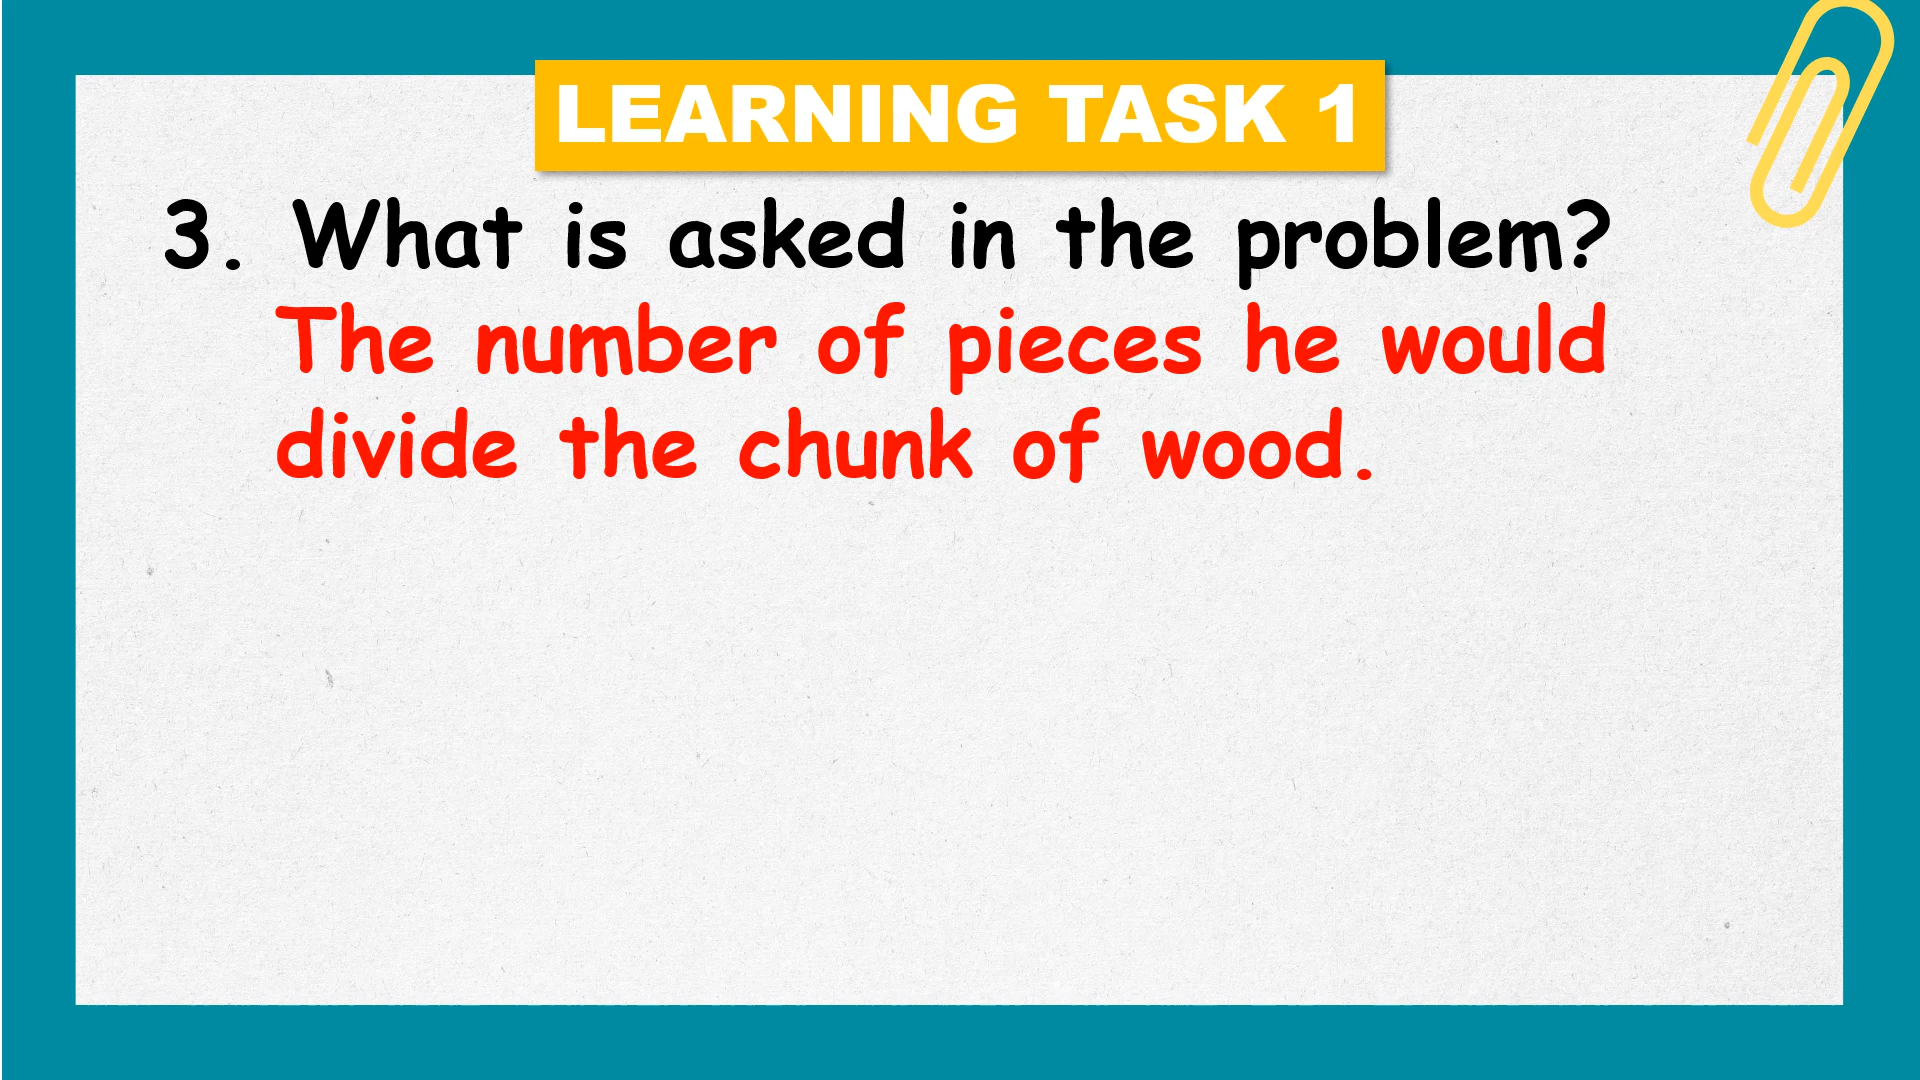 LEARNING TASK 1
3. What is asked in the problem?
The number of pieces he would
divide the chunk of wood.